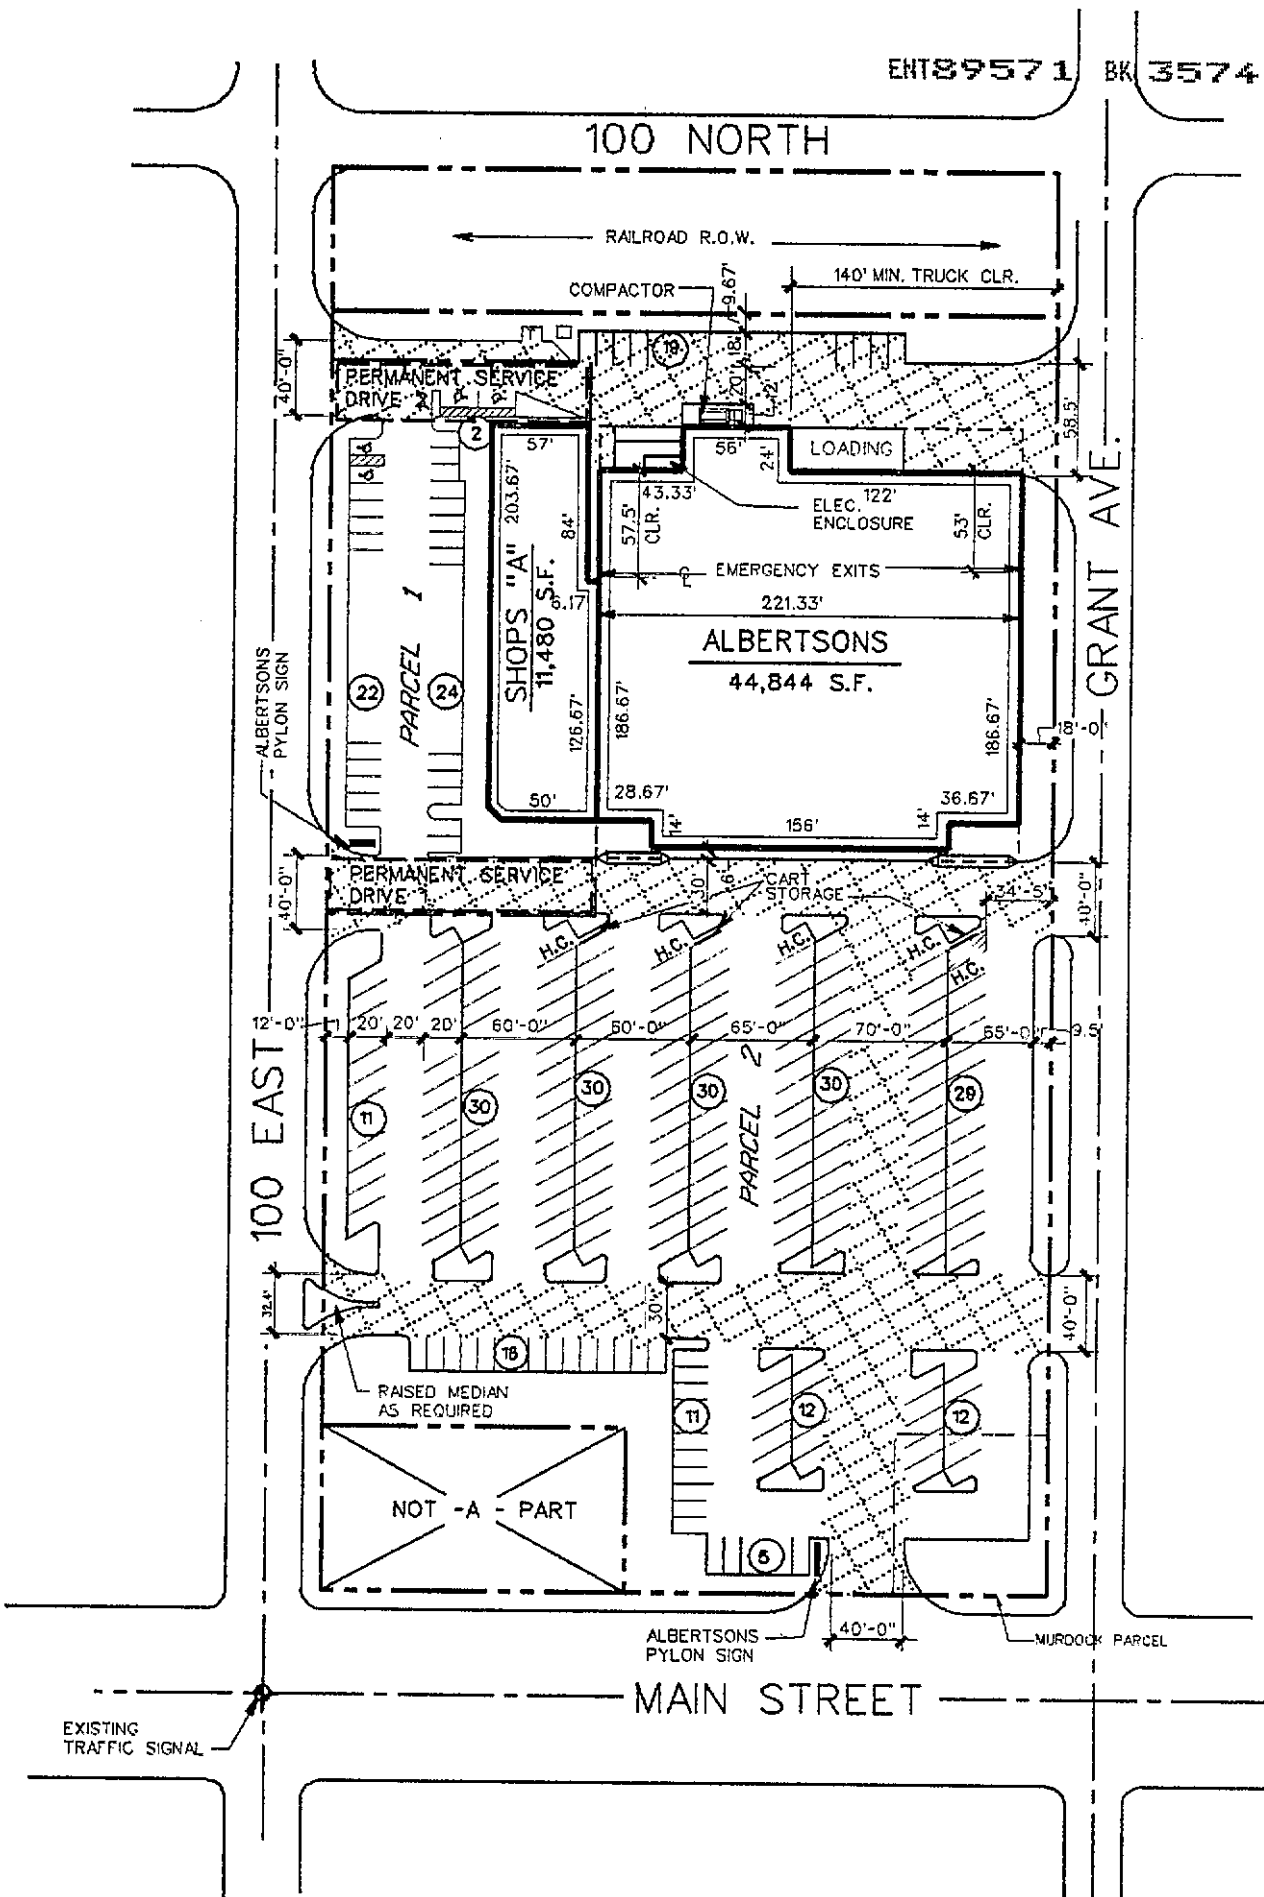 ENT89571 BK 3574
100 NORTH
RAILROAD R.O.W.
140' MIN. TRUCK CLR.
COMPACTOR
9.67'
18'
20'
12'
40'-0"
PERMANENT SERVICE
DRIVE
19
58.5'
2
57'
56'
24'
LOADING
43.33'
122'
ELEC.
ENCLOSURE
57.5'
CLR.
53'
CLR.
203.67'
84'
EMERGENCY EXITS
221.33'
6.17'
SHOPS "A"
11,480 S.F.
ALBERTSONS
44,844 S.F.
GRANT AVE.
PARCEL 1
22
24
ALBERTSONS
PYLON SIGN
126.67'
186.67'
186.67'
18'-0"
50'
28.67'
36.67'
14'
156'
14'
40'-0"
PERMANENT SERVICE
DRIVE
30'
6'
CART
STORAGE
34'-5"
40'-0"
H.C.
H.C.
H.C.
H.C.
H.C.
12'-0"
20'
20'
20'
60'-0"
60'-0"
65'-0"
70'-0"
65'-0"
9.5'
100 EAST
11
30
30
30
30
29
PARCEL 2
32.4'
30'
40'-0"
16
RAISED MEDIAN
AS REQUIRED
11
12
12
NOT -A - PART
5
ALBERTSONS
PYLON SIGN
40'-0"
MURDOCK PARCEL
MAIN STREET
EXISTING
TRAFFIC SIGNAL